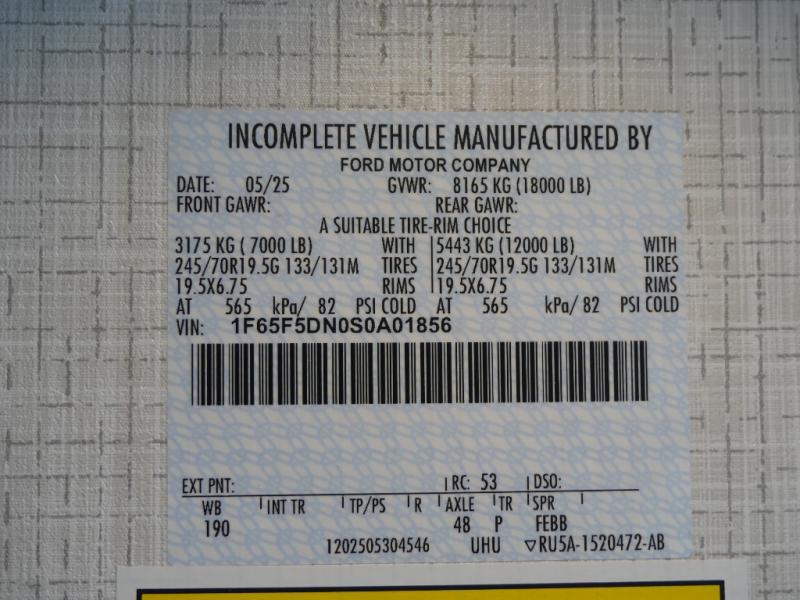 INCOMPLETE VEHICLE MANUFACTURED BY
FORD MOTOR COMPANY
DATE: 05/25 GVWR: 8165 KG (18000 LB)
FRONT GAWR: REAR GAWR:
A SUITABLE TIRE-RIM CHOICE
3175 KG ( 7000 LB) WITH 5443 KG (12000 LB) WITH
245/70R19.5G 133/131M TIRES 245/70R19.5G 133/131M TIRES
19.5X6.75 RIMS 19.5X6.75 RIMS
AT 565 kPa/ 82 PSI COLD AT 565 kPa/ 82 PSI COLD
VIN: 1F65F5DN0S0A01856
EXT PNT: RC: 53 DSO:
WB INT TR TP/PS R AXLE TR SPR
190 48 P FEBB
1202505304546 UHU ▽RU5A-1520472-AB